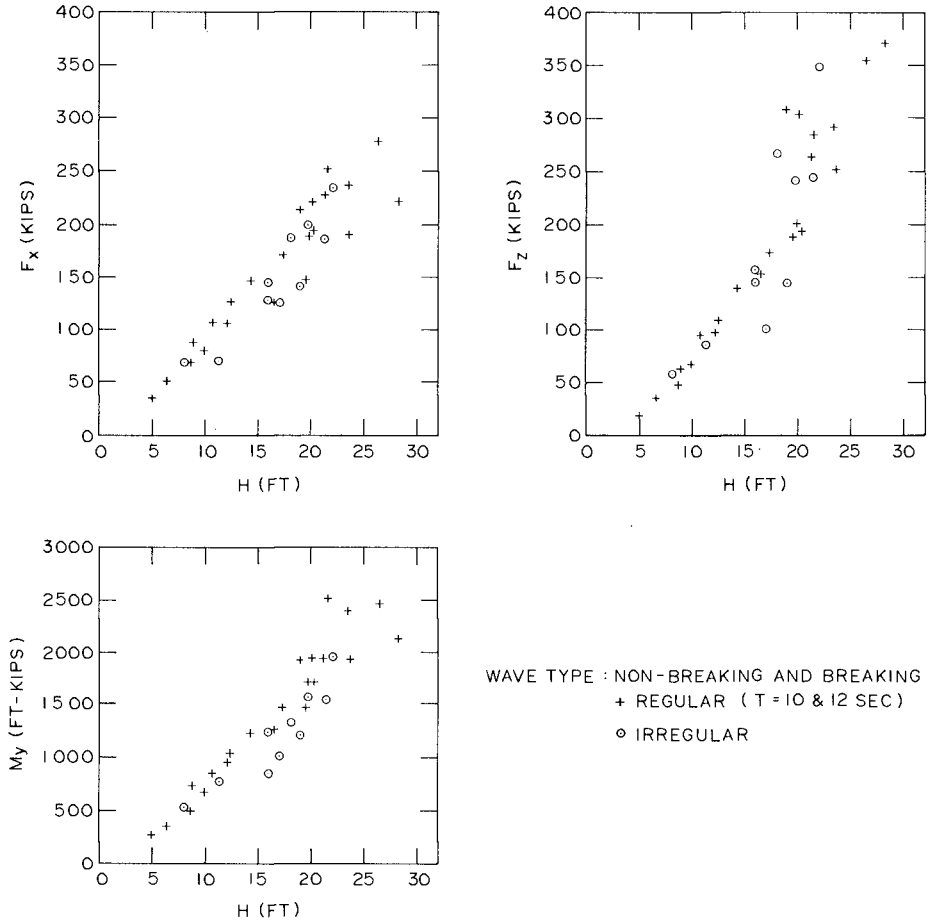 400
350
300
250
200
150
100
50
0
Fx (KIPS)
0 5 10 15 20 25 30
H (FT)
400
350
300
250
200
150
100
50
0
Fz (KIPS)
0 5 10 15 20 25 30
H (FT)
3000
2500
2000
1500
1000
500
0
My (FT-KIPS)
0 5 10 15 20 25 30
H (FT)
WAVE TYPE : NON-BREAKING AND BREAKING
+ REGULAR ( T = 10 & 12 SEC)
⊙ IRREGULAR